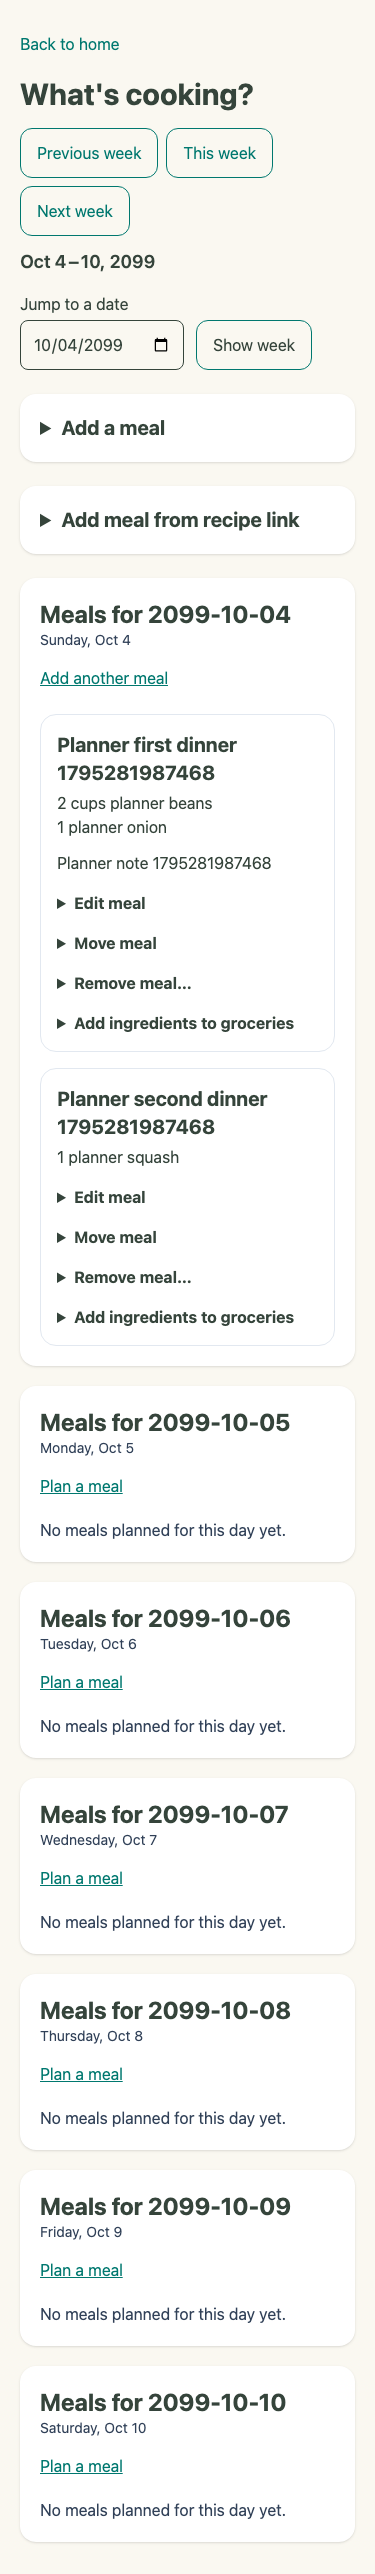 Back to home
What's cooking?
Previous week
This week
Next week
Oct 4–10, 2099
Jump to a date
10/04/2099
Show week
Add a meal
Add meal from recipe link
Meals for 2099-10-04
Sunday, Oct 4
Add another meal
Planner first dinner
1795281987468
2 cups planner beans
1 planner onion
Planner note 1795281987468
Edit meal
Move meal
Remove meal...
Add ingredients to groceries
Planner second dinner
1795281987468
1 planner squash
Edit meal
Move meal
Remove meal...
Add ingredients to groceries
Meals for 2099-10-05
Monday, Oct 5
Plan a meal
No meals planned for this day yet.
Meals for 2099-10-06
Tuesday, Oct 6
Plan a meal
No meals planned for this day yet.
Meals for 2099-10-07
Wednesday, Oct 7
Plan a meal
No meals planned for this day yet.
Meals for 2099-10-08
Thursday, Oct 8
Plan a meal
No meals planned for this day yet.
Meals for 2099-10-09
Friday, Oct 9
Plan a meal
No meals planned for this day yet.
Meals for 2099-10-10
Saturday, Oct 10
Plan a meal
No meals planned for this day yet.